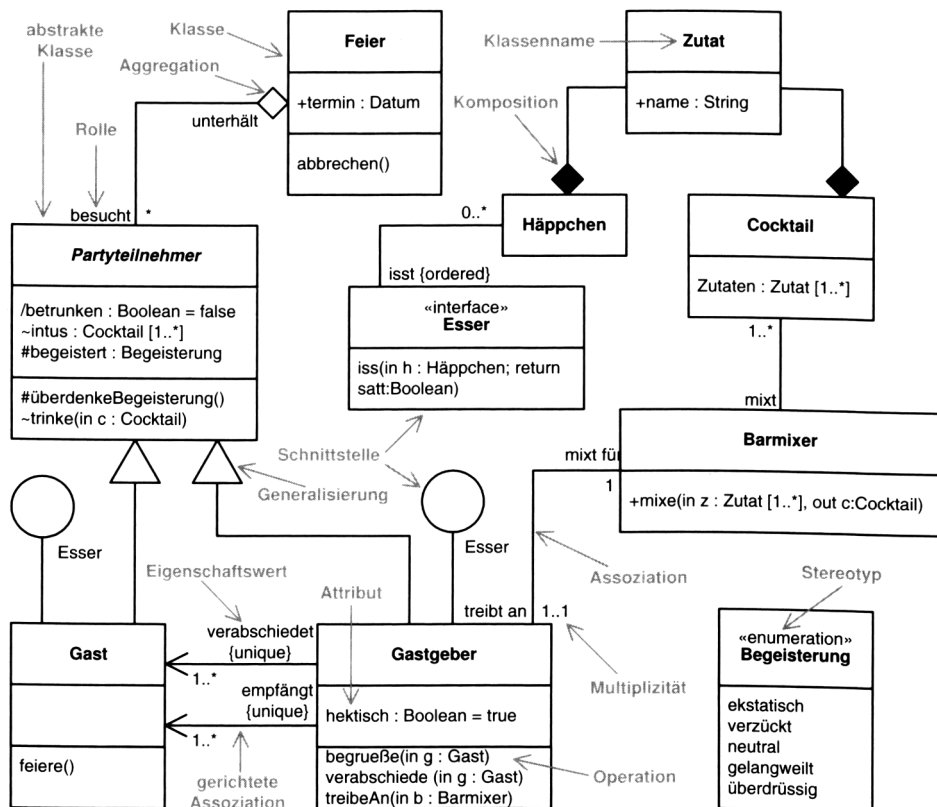 abstrakte
Klasse
Klasse
Feier
Klassenname
Zutat
Aggregation
+termin : Datum
Komposition
+name : String
unterhält
Rolle
abbrechen()
besucht
*
0..*
Häppchen
Cocktail
Partyteilnehmer
isst {ordered}
Zutaten : Zutat [1..*]
/betrunken : Boolean = false
~intus : Cocktail [1..*]
#begeistert : Begeisterung
«interface»
Esser
1..*
iss(in h : Häppchen; return
satt:Boolean)
#überdenkeBegeisterung()
~trinke(in c : Cocktail)
mixt
Barmixer
Schnittstelle
mixt für
Generalisierung
1
+mixe(in z : Zutat [1..*], out c:Cocktail)
Esser
Esser
Eigenschaftswert
Attribut
Assoziation
Stereotyp
treibt an
1..1
Gast
verabschiedet
{unique}
1..*
Gastgeber
«enumeration»
Begeisterung
empfängt
{unique}
1..*
Multiplizität
hektisch : Boolean = true
ekstatisch
verzückt
neutral
gelangweilt
überdrüssig
feiere()
gerichtete
Assoziation
begrueße(in g : Gast)
verabschiede (in g : Gast)
treibeAn(in b : Barmixer)
Operation